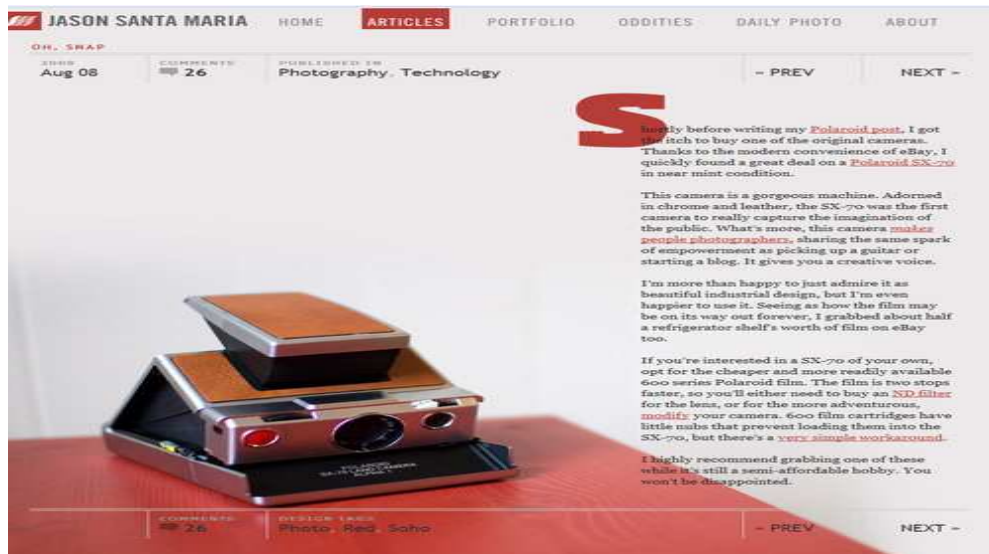 JASON SANTA MARIA HOME ARTICLES PORTFOLIO ODDITIES DAILY PHOTO ABOUT
OH, SNAP
2008 COMMENTS PUBLISHED IN
Aug 08 26 Photography, Technology – PREV NEXT –
Shortly before writing my Polaroid post, I got
the itch to buy one of the original cameras.
Thanks to the modern convenience of eBay, I
quickly found a great deal on a Polaroid SX-70
in near mint condition.
This camera is a gorgeous machine. Adorned
in chrome and leather, the SX-70 was the first
camera to really capture the imagination of
the public. What's more, this camera makes
people photographers, sharing the same spark
of empowerment as picking up a guitar or
starting a blog. It gives you a creative voice.
I'm more than happy to just admire it as
beautiful industrial design, but I'm even
happier to use it. Seeing as how the film may
be on its way out forever, I grabbed about half
a refrigerator shelf's worth of film on eBay
too.
If you're interested in a SX-70 of your own,
opt for the cheaper and more readily available
600 series Polaroid film. The film is two stops
faster, so you'll either need to buy an ND filter
for the lens, or for the more adventurous,
modify your camera. 600 film cartridges have
little nubs that prevent loading them into the
SX-70, but there's a very simple workaround.
I highly recommend grabbing one of these
while it's still a semi-affordable hobby. You
won't be disappointed.
POLAROID
SX-70 LAND CAMERA
COMMENTS DESIGN TAGS
26 Photo, Red, Soho – PREV NEXT –